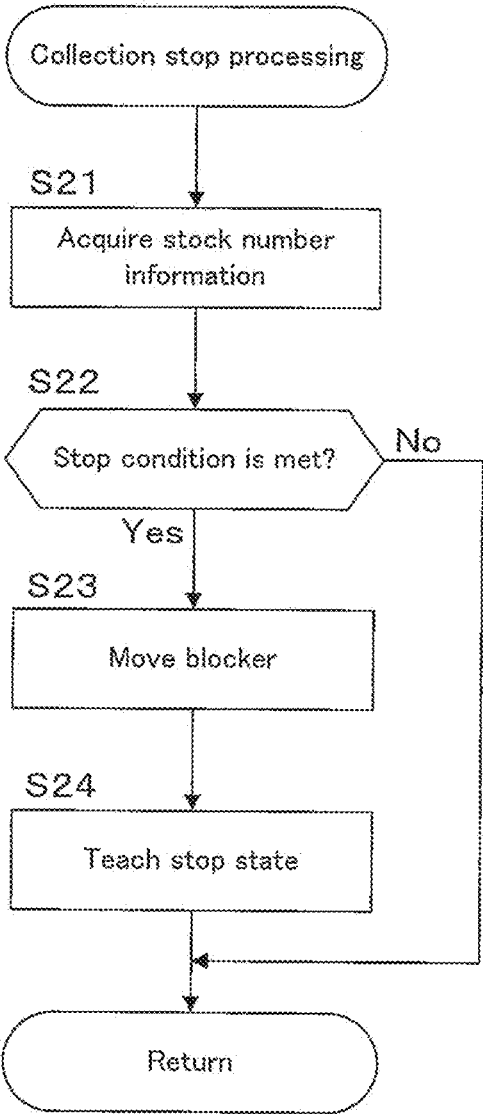 Collection stop processing
S21
Acquire stock number
information
S22
Stop condition is met?
No
Yes
S23
Move blocker
S24
Teach stop state
Return